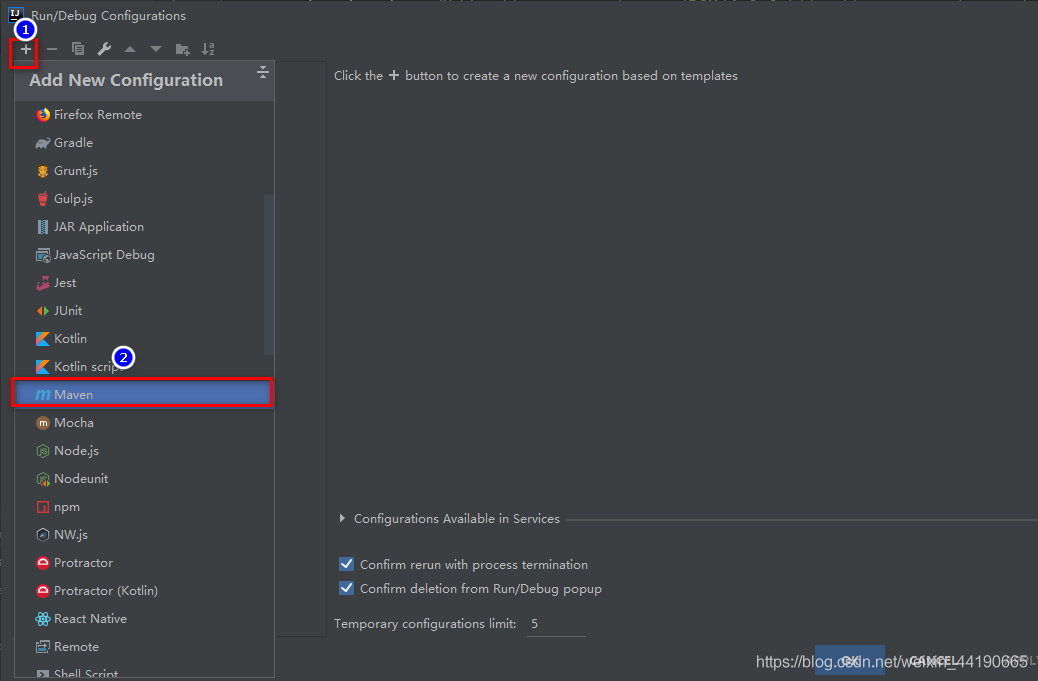 Run/Debug Configurations
1
Add New Configuration
Click the + button to create a new configuration based on templates
Firefox Remote
Gradle
Grunt.js
Gulp.js
JAR Application
JavaScript Debug
Jest
JUnit
Kotlin
Kotlin script
2
Maven
Mocha
Node.js
Nodeunit
npm
NW.js
Protractor
Protractor (Kotlin)
React Native
Remote
Shell Script
Configurations Available in Services
Confirm rerun with process termination
Confirm deletion from Run/Debug popup
Temporary configurations limit: 5
OK CANCEL
https://blog.csdn.net/weixin_44190665